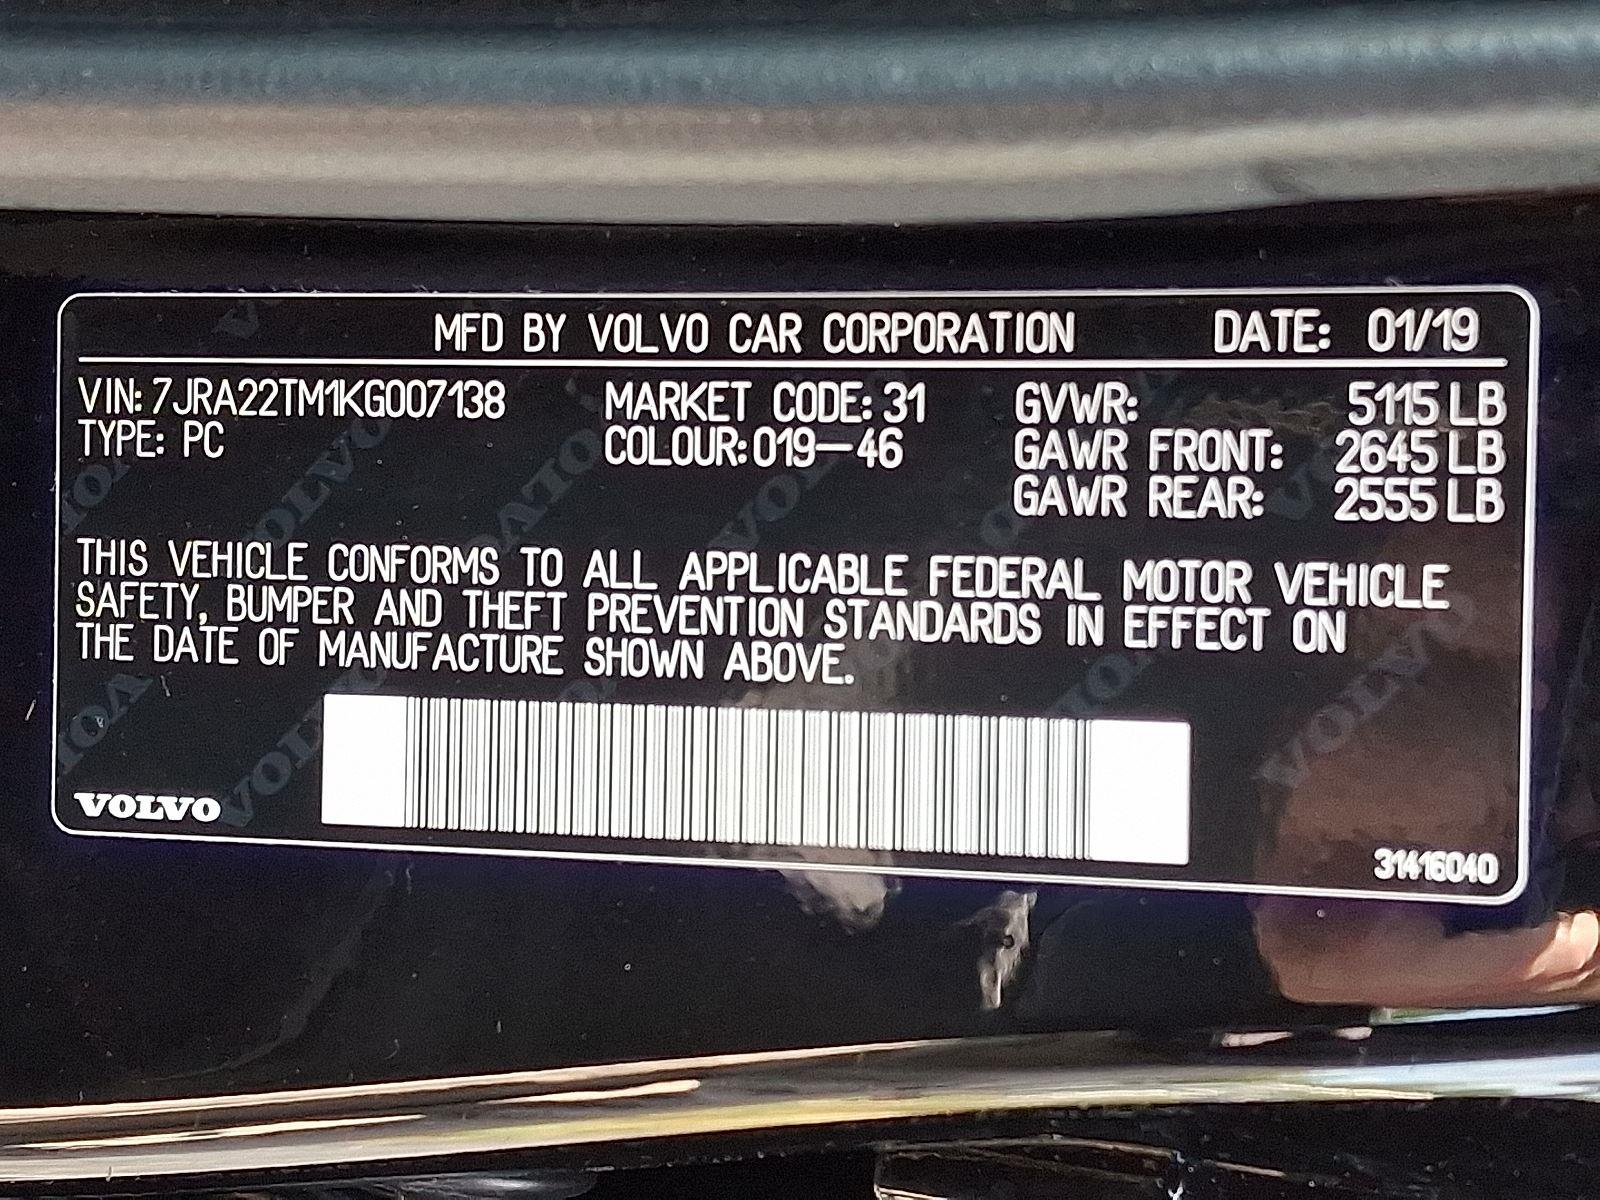 MFD BY VOLVO CAR CORPORATION DATE: 01/19
VIN: 7JRA22TM1KG007138 MARKET CODE: 31 GVWR: 5115 LB
TYPE: PC COLOUR: 019-46 GAWR FRONT: 2645 LB
GAWR REAR: 2555 LB
THIS VEHICLE CONFORMS TO ALL APPLICABLE FEDERAL MOTOR VEHICLE
SAFETY, BUMPER AND THEFT PREVENTION STANDARDS IN EFFECT ON
THE DATE OF MANUFACTURE SHOWN ABOVE.
VOLVO
31416040